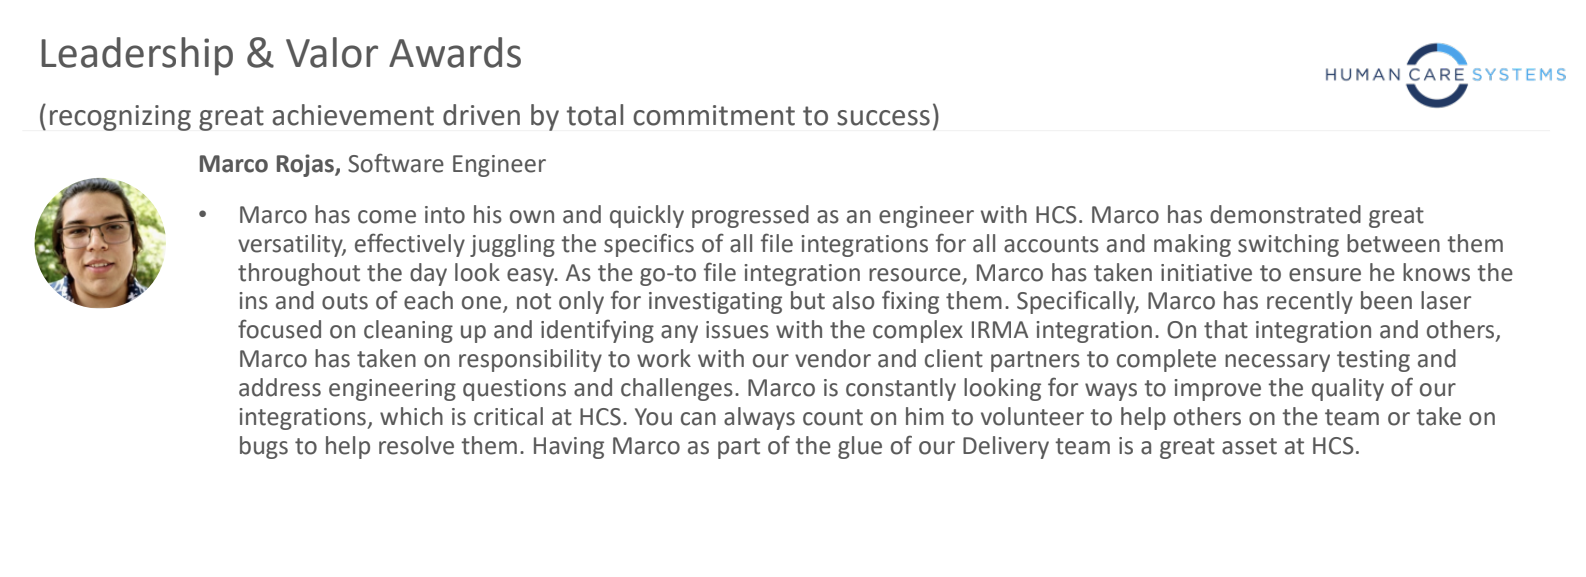 Leadership & Valor Awards
HUMAN CARE SYSTEMS
(recognizing great achievement driven by total commitment to success)
Marco Rojas, Software Engineer
• Marco has come into his own and quickly progressed as an engineer with HCS. Marco has demonstrated great
versatility, effectively juggling the specifics of all file integrations for all accounts and making switching between them
throughout the day look easy. As the go-to file integration resource, Marco has taken initiative to ensure he knows the
ins and outs of each one, not only for investigating but also fixing them. Specifically, Marco has recently been laser
focused on cleaning up and identifying any issues with the complex IRMA integration. On that integration and others,
Marco has taken on responsibility to work with our vendor and client partners to complete necessary testing and
address engineering questions and challenges. Marco is constantly looking for ways to improve the quality of our
integrations, which is critical at HCS. You can always count on him to volunteer to help others on the team or take on
bugs to help resolve them. Having Marco as part of the glue of our Delivery team is a great asset at HCS.